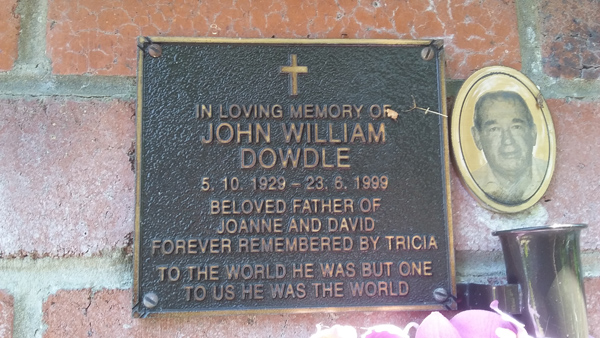 IN LOVING MEMORY OF
JOHN WILLIAM
DOWDLE
5. 10. 1929 – 23. 6. 1999
BELOVED FATHER OF
JOANNE AND DAVID
FOREVER REMEMBERED BY TRICIA
TO THE WORLD HE WAS BUT ONE
TO US HE WAS THE WORLD